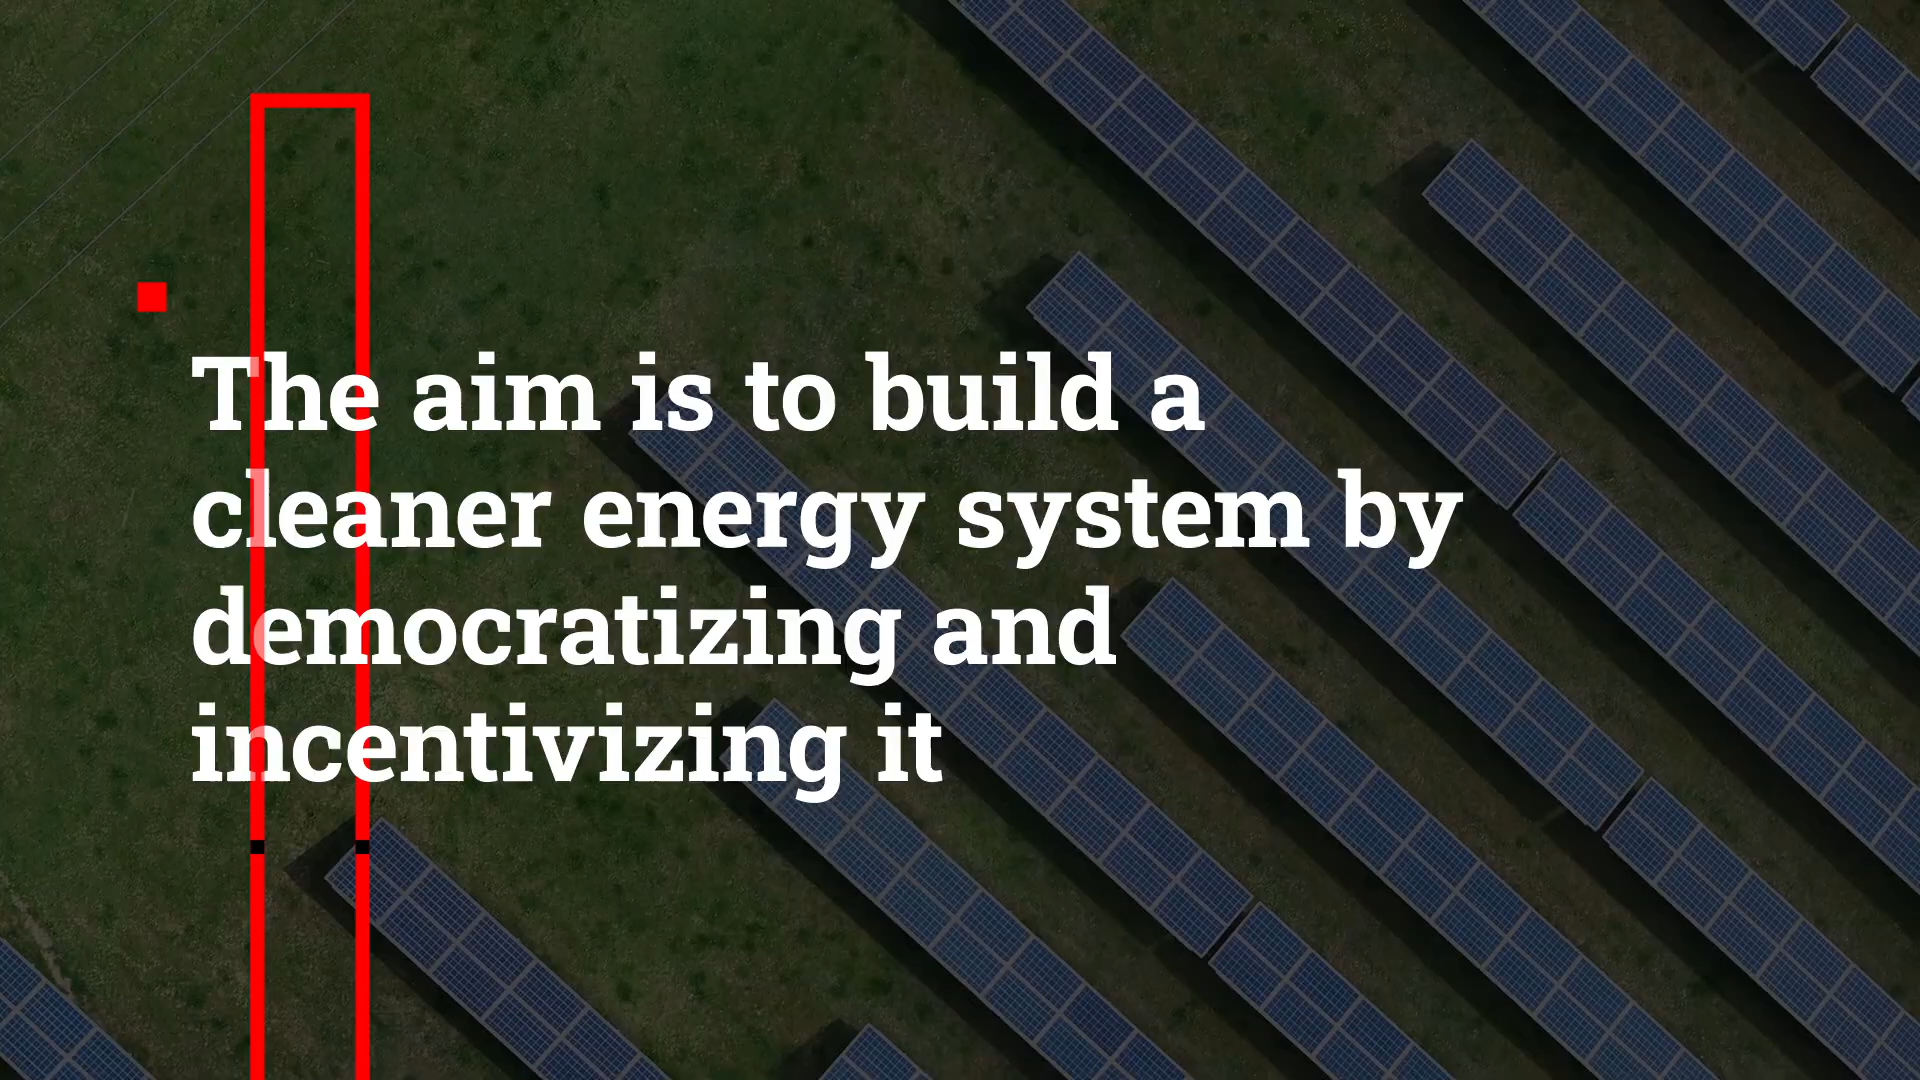 The aim is to build a
cleaner energy system by
democratizing and
incentivizing it